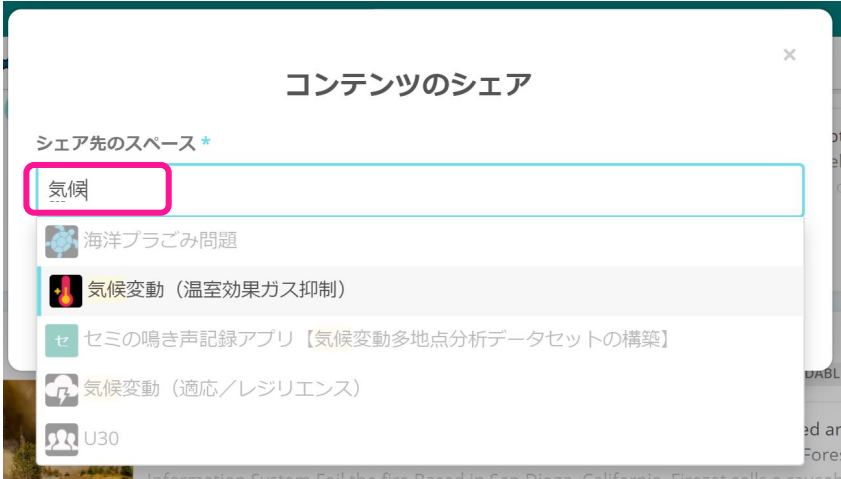 ×
コンテンツのシェア
シェア先のスペース *
気候
海洋プラごみ問題
気候変動（温室効果ガス抑制）
セ セミの鳴き声記録アプリ【気候変動多地点分析データセットの構築】
気候変動（適応／レジリエンス）
U30